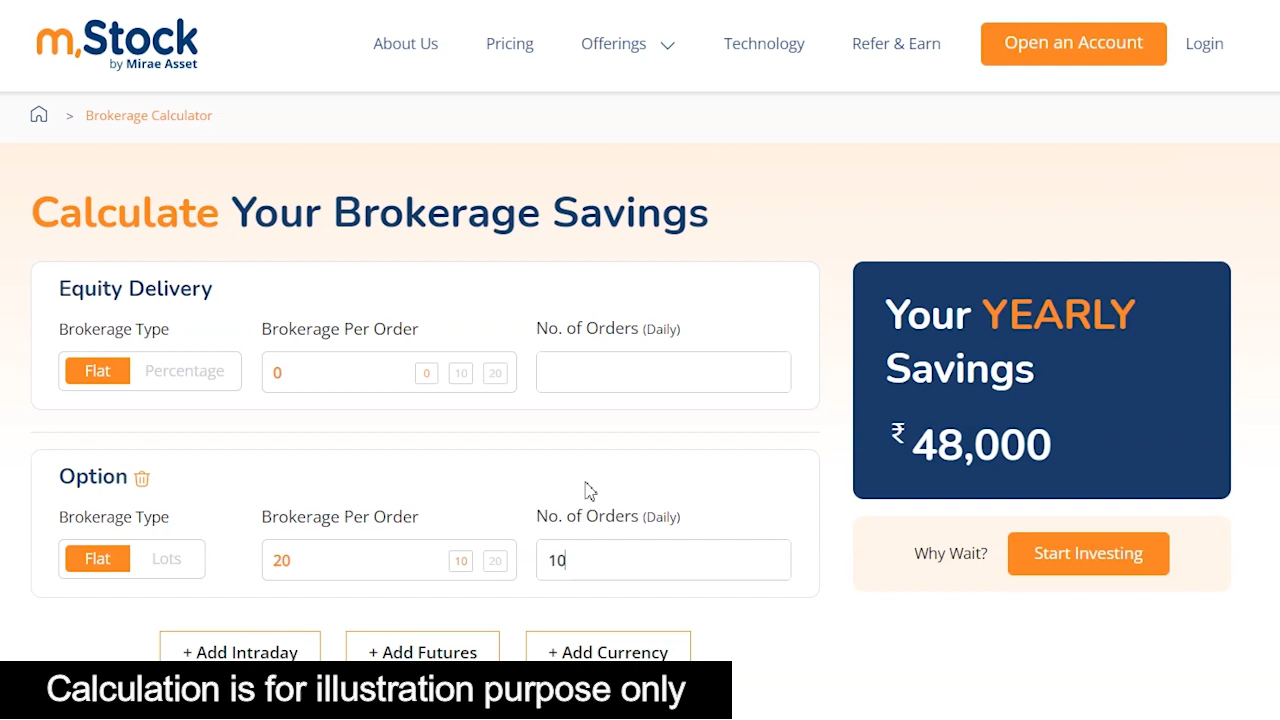 m.Stock
by Mirae Asset
About Us Pricing Offerings Technology Refer & Earn Open an Account Login
> Brokerage Calculator
Calculate Your Brokerage Savings
Equity Delivery
Brokerage Type Brokerage Per Order No. of Orders (Daily)
Flat Percentage 0 0 10 20
Your YEARLY
Savings
₹ 48,000
Option
Brokerage Type Brokerage Per Order No. of Orders (Daily)
Flat Lots 20 10 20 10
Why Wait? Start Investing
+ Add Intraday + Add Futures + Add Currency
Calculation is for illustration purpose only